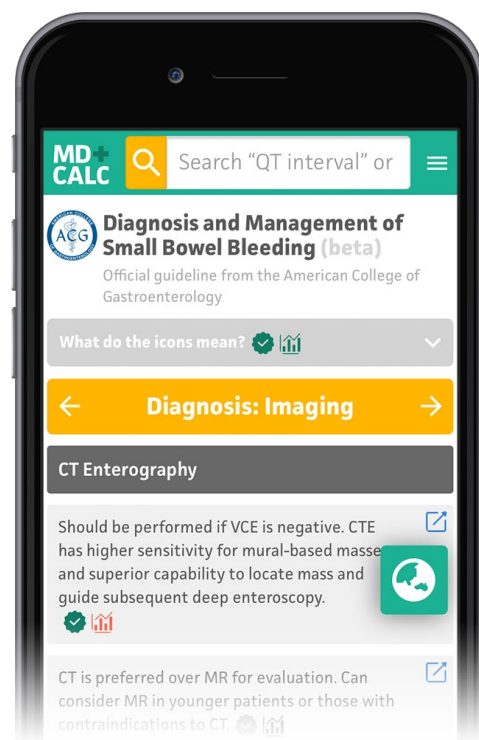 MD+
CALC
Search “QT interval” or
ACG
Diagnosis and Management of
Small Bowel Bleeding (beta)
Official guideline from the American College of
Gastroenterology
What do the icons mean?
Diagnosis: Imaging
CT Enterography
Should be performed if VCE is negative. CTE
has higher sensitivity for mural-based masse
and superior capability to locate mass and
guide subsequent deep enteroscopy.
CT is preferred over MR for evaluation. Can
consider MR in younger patients or those with
contraindications to CT.